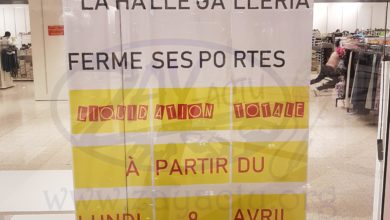 LA HALLE GALLERIA
FERME SES PORTES
LIQUIDATION TOTALE
À PARTIR DU
LUNDI 9 AVRIL